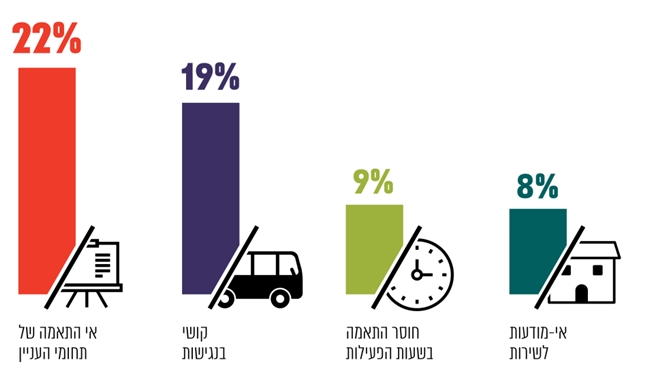 22%
אי התאמה של
תחומי העניין
19%
קושי
בנגישות
9%
חוסר התאמה
בשעות הפעילות
8%
אי-מודעות
לשירות